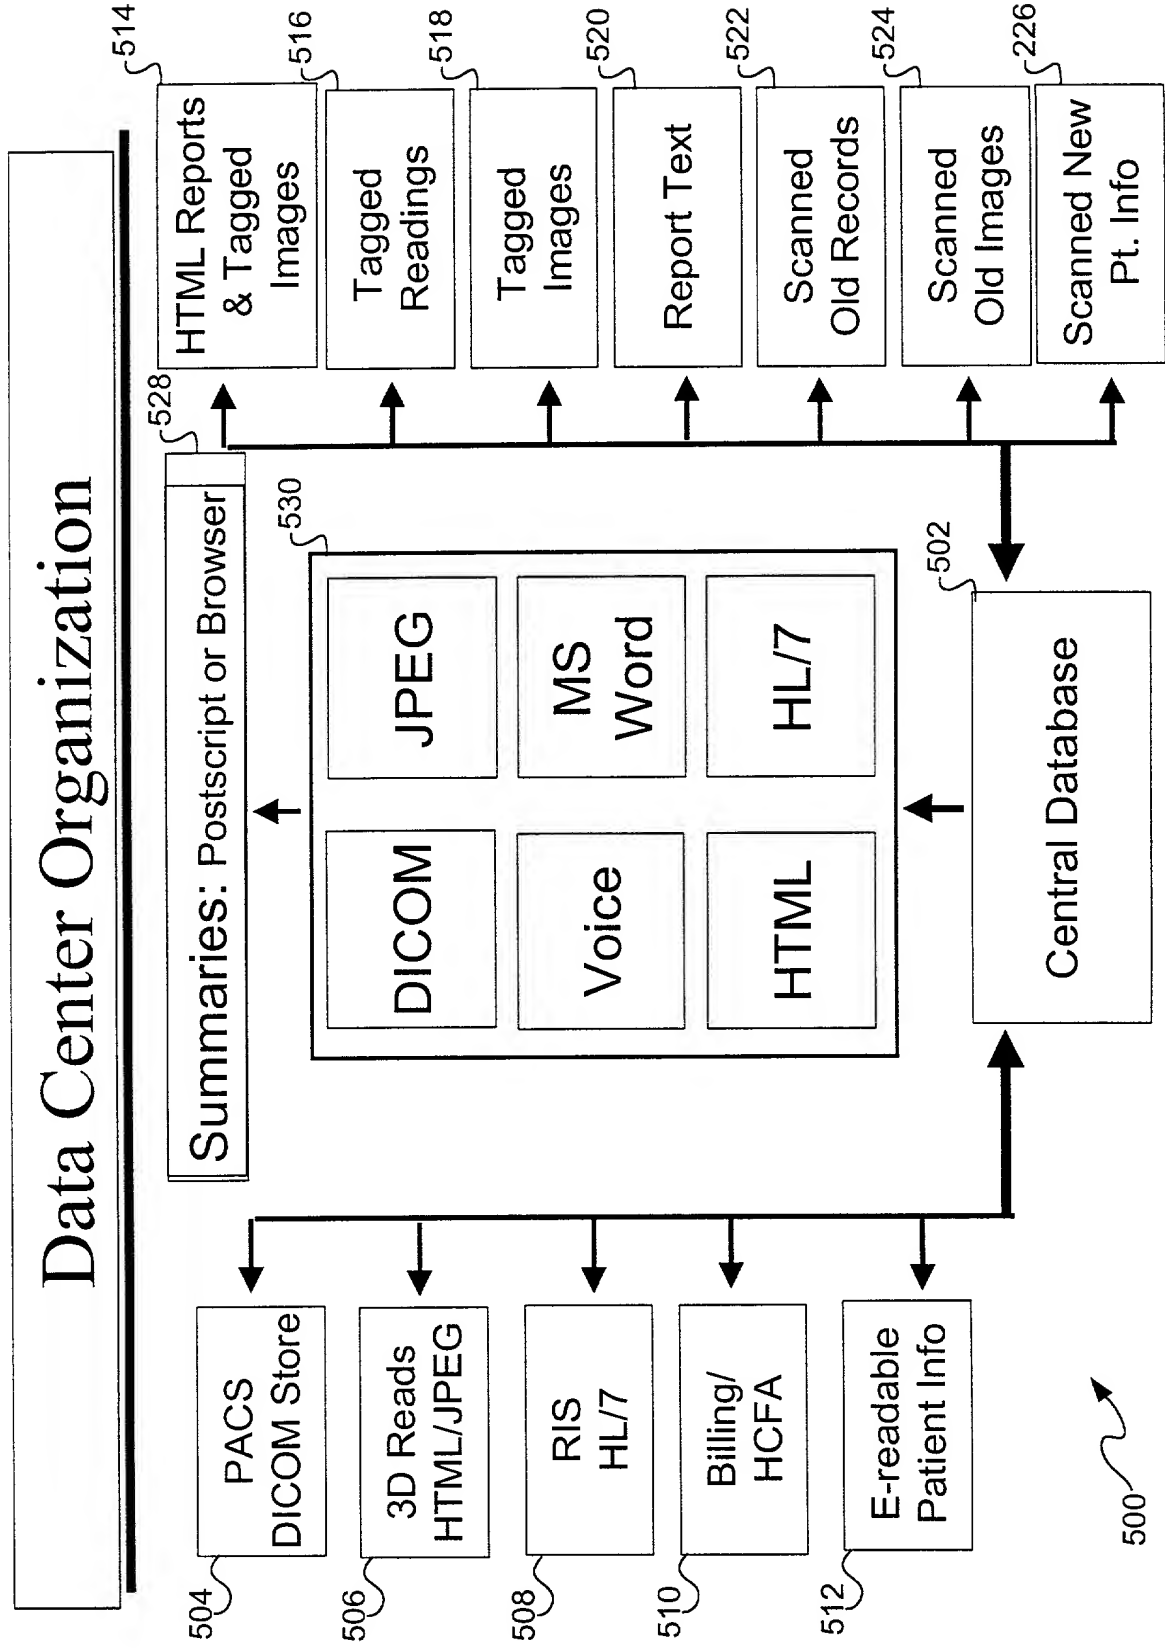 Data Center Organization
504
PACS
DICOM Store
506
3D Reads
HTML/JPEG
508
RIS
HL/7
510
Billing/
HCFA
512
E-readable
Patient Info
500
528
Summaries: Postscript or Browser
530
DICOM
JPEG
Voice
MS
Word
HTML
HL/7
502
Central Database
514
HTML Reports
& Tagged
Images
516
Tagged
Readings
518
Tagged
Images
520
Report Text
522
Scanned
Old Records
524
Scanned
Old Images
226
Scanned New
Pt. Info